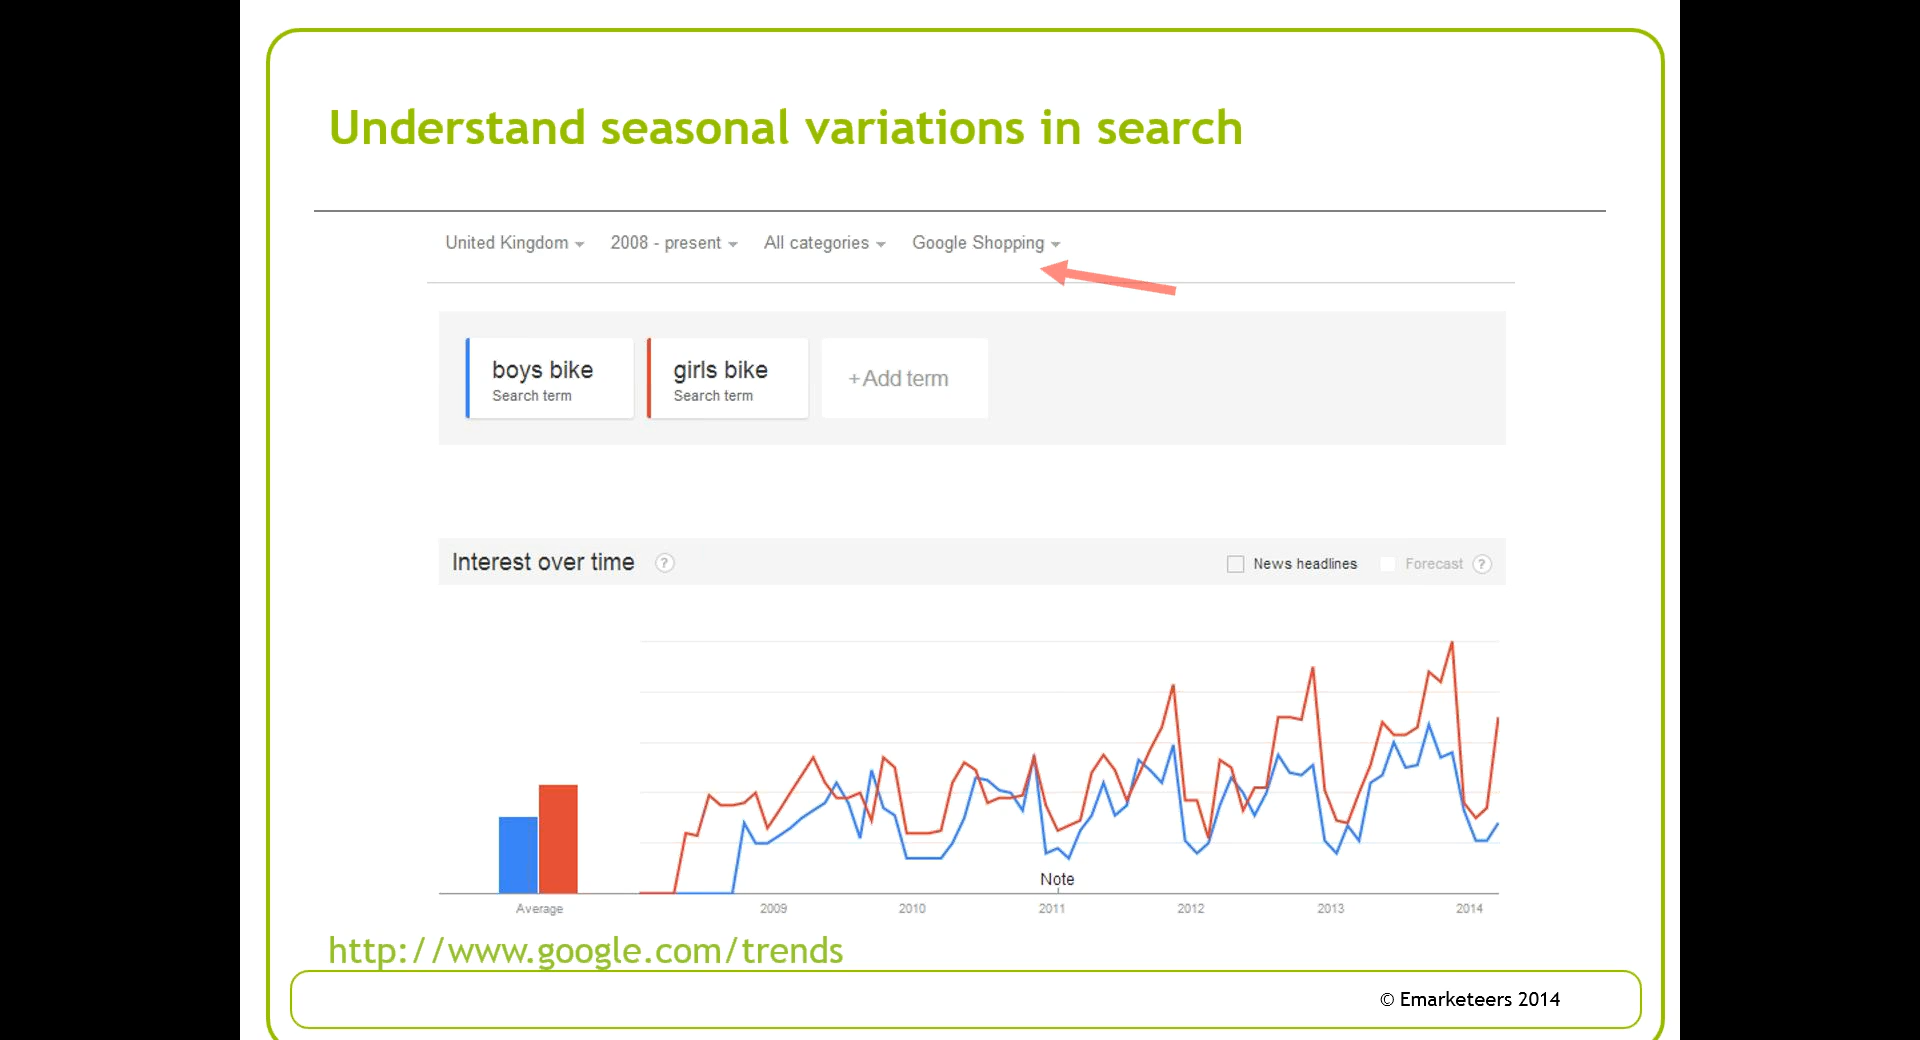 Understand seasonal variations in search
United Kingdom 2008 - present All categories Google Shopping
boys bike girls bike +Add term
Search term Search term
Interest over time ? News headlines Forecast ?
Note
Average 2009 2010 2011 2012 2013 2014
http://www.google.com/trends
© Emarketeers 2014